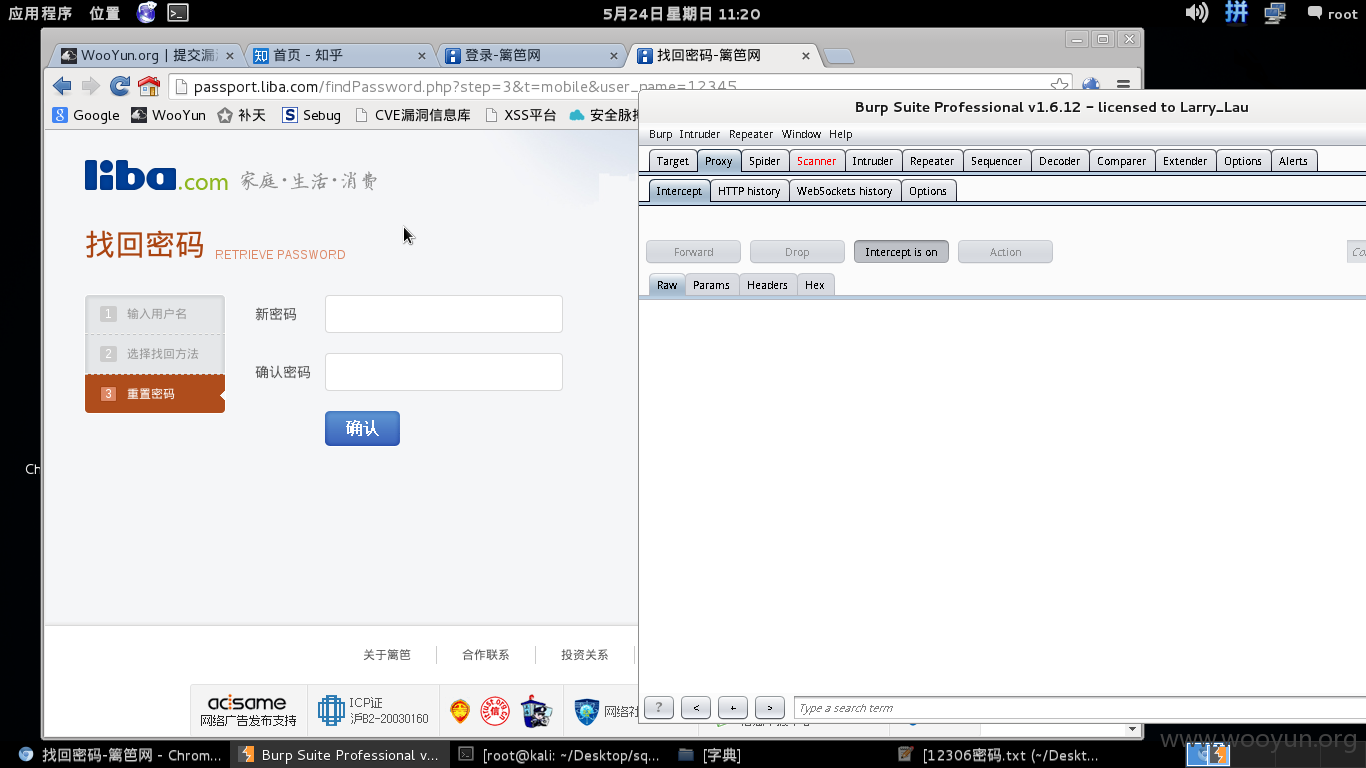 应用程序 位置 5月24日星期日 11:20 拼 root
WooYun.org | 提交漏 首页 - 知乎 登录-篱笆网 找回密码-篱笆网
passport.liba.com/findPassword.php?step=3&t=mobile&user_name=12345
Google WooYun 补天 Sebug CVE漏洞信息库 XSS平台 安全脉
liba.com 家庭·生活·消费
找回密码 RETRIEVE PASSWORD
1 输入用户名
2 选择找回方法
3 重置密码
新密码
确认密码
确认
关于篱笆 合作联系 投资关系
acisame
网络广告发布支持
ICP证
沪B2-20030160
网络社
Burp Suite Professional v1.6.12 - licensed to Larry_Lau
Burp Intruder Repeater Window Help
Target Proxy Spider Scanner Intruder Repeater Sequencer Decoder Comparer Extender Options Alerts
Intercept HTTP history WebSockets history Options
Forward Drop Intercept is on Action Co
Raw Params Headers Hex
? < + > Type a search term
www.wooyun.org
找回密码-篱笆网 - Chrom... Burp Suite Professional v... [root@kali: ~/Desktop/sq... [字典] [12306密码.txt (~/Deskt...
Ch